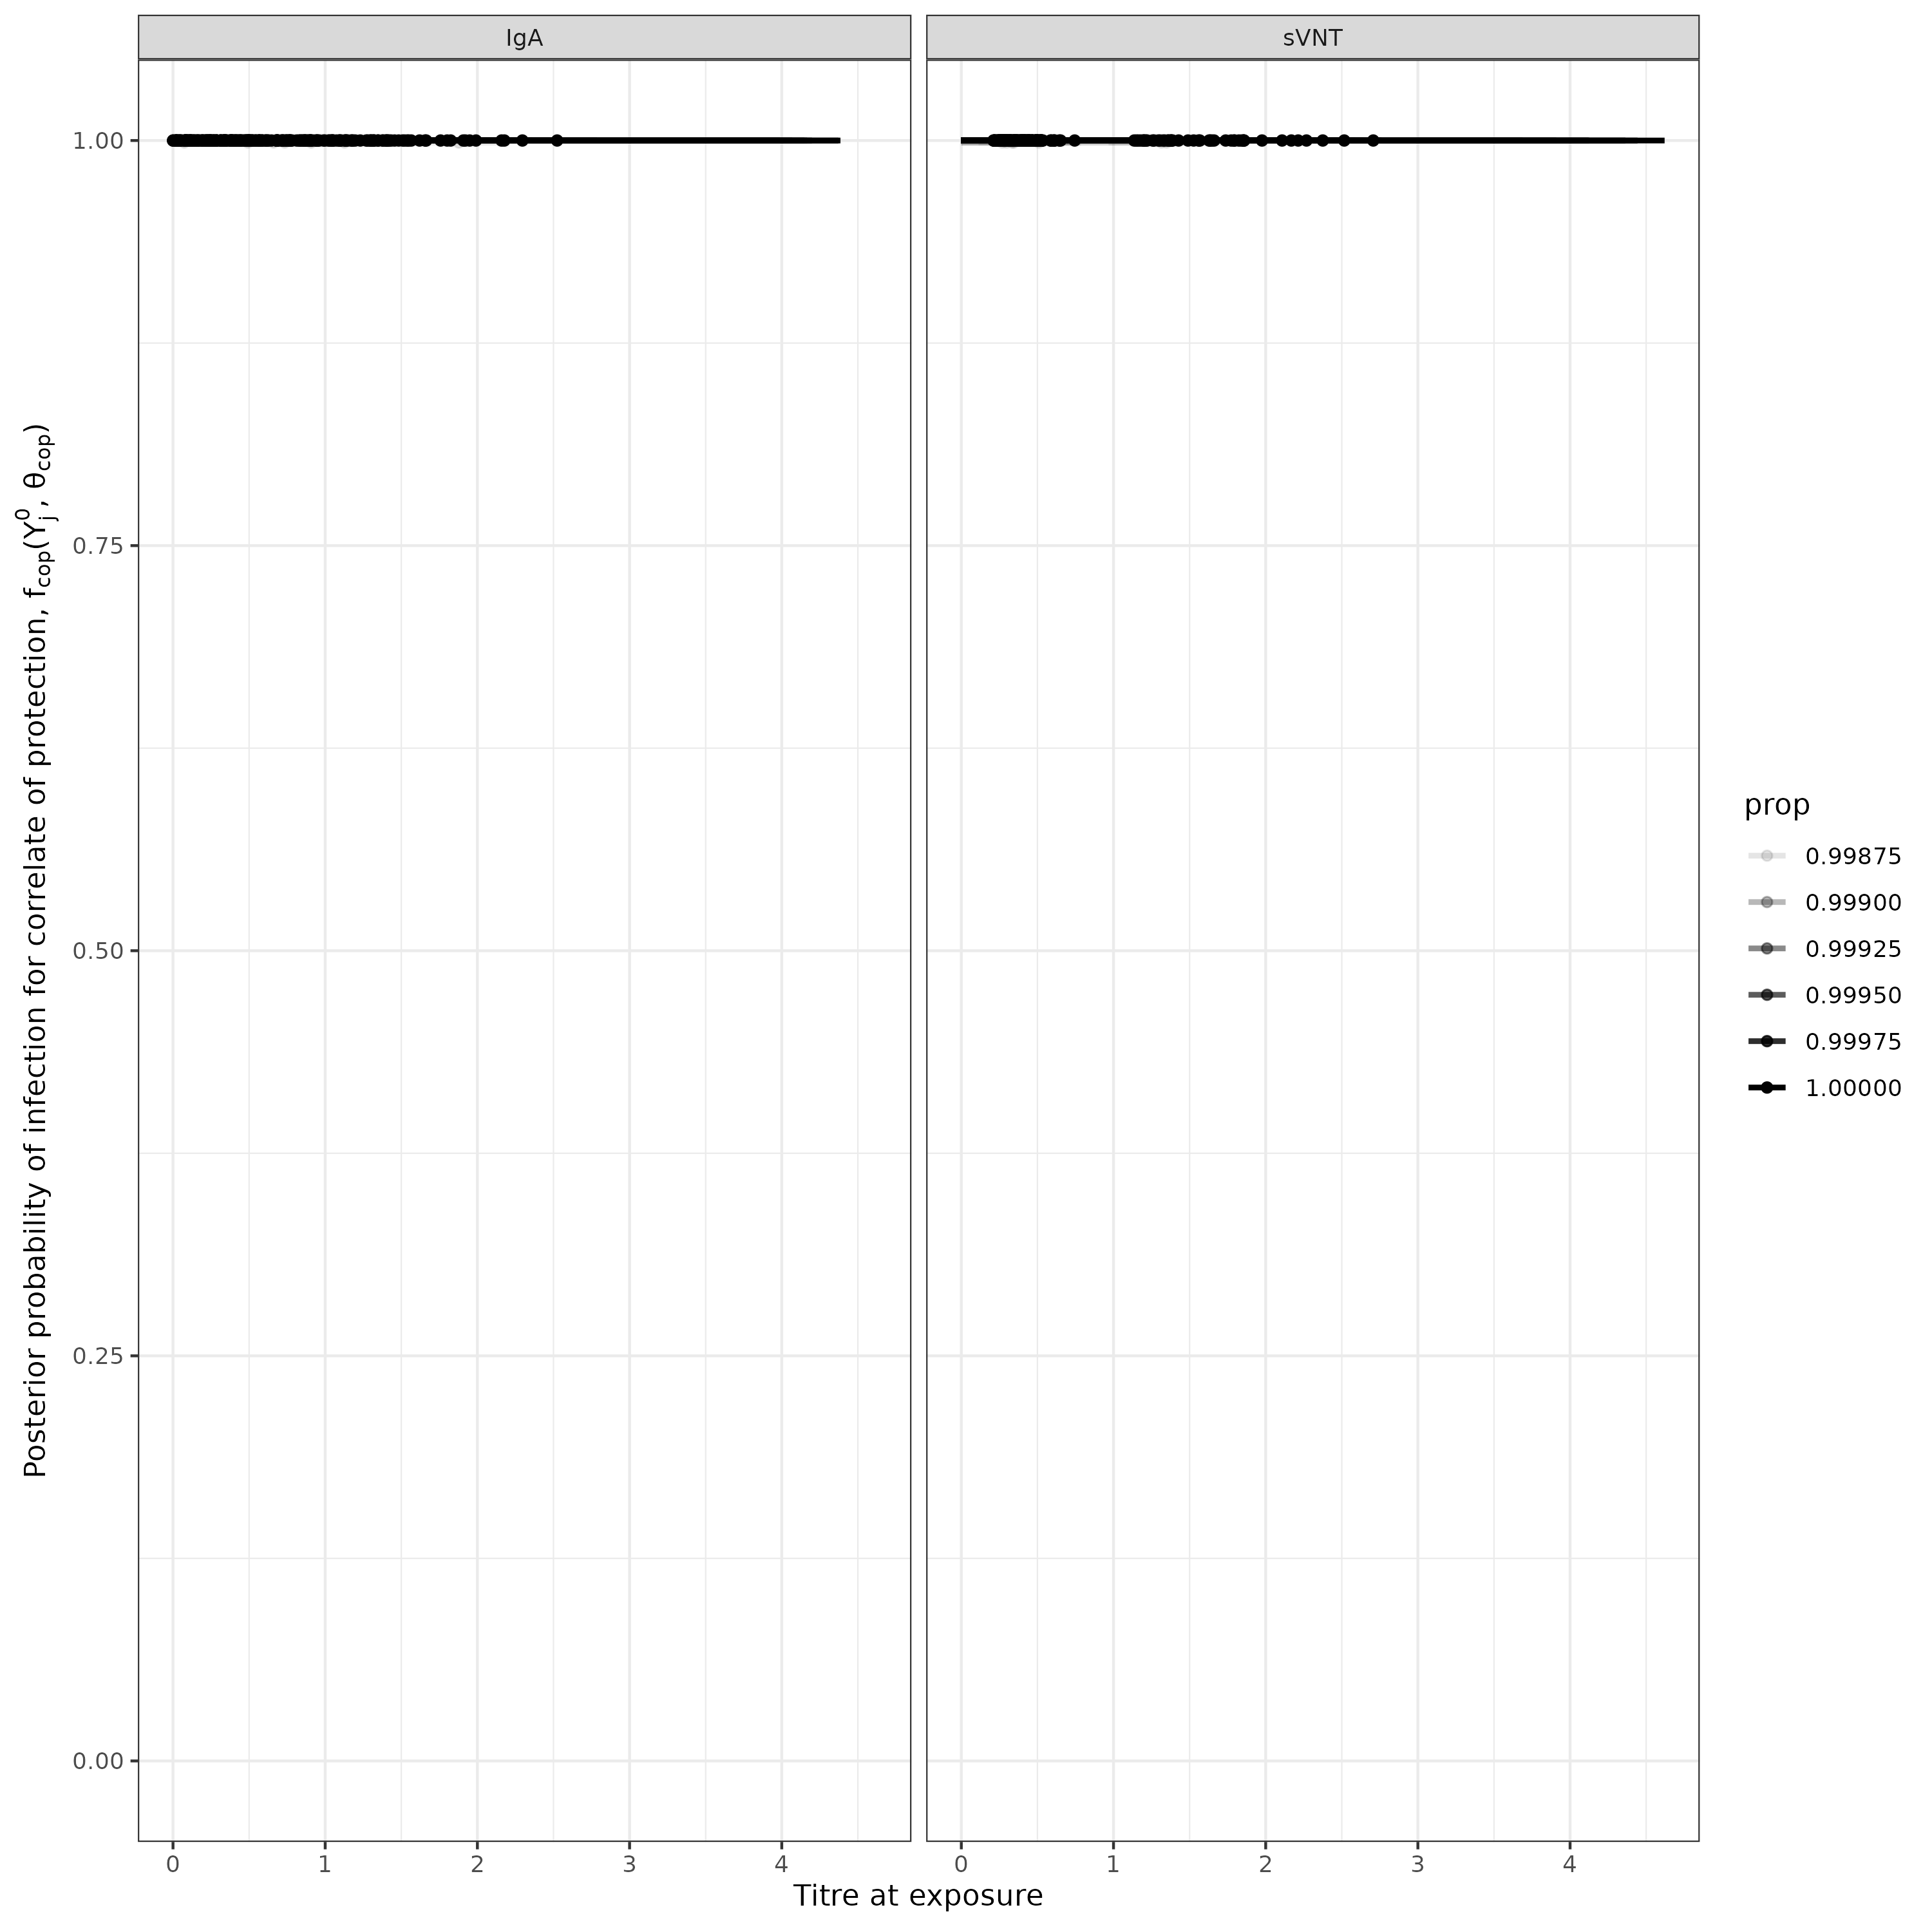 IgA
sVNT
Posterior probability of infection for correlate of protection, f_cop(Y_j^0, θ_cop)
1.00
0.75
0.50
0.25
0.00
0 1 2 3 4
0 1 2 3 4
Titre at exposure
prop
0.99875
0.99900
0.99925
0.99950
0.99975
1.00000